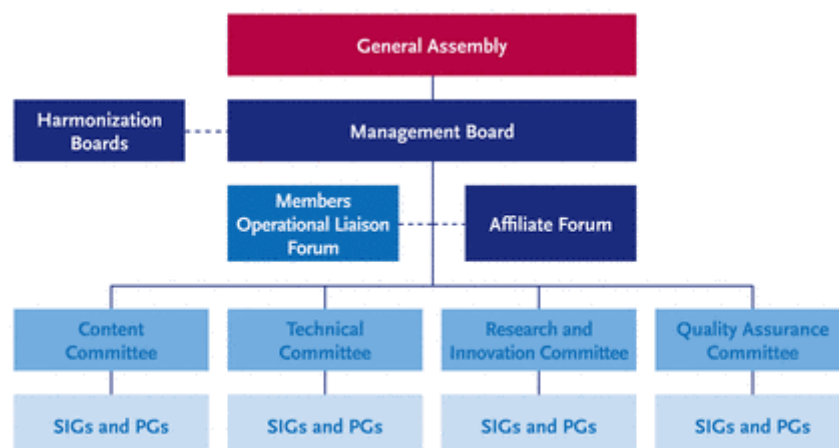 General Assembly
Harmonization
Boards
Management Board
Members
Operational Liaison
Forum
Affiliate Forum
Content
Committee
Technical
Committee
Research and
Innovation Committee
Quality Assurance
Committee
SIGs and PGs
SIGs and PGs
SIGs and PGs
SIGs and PGs